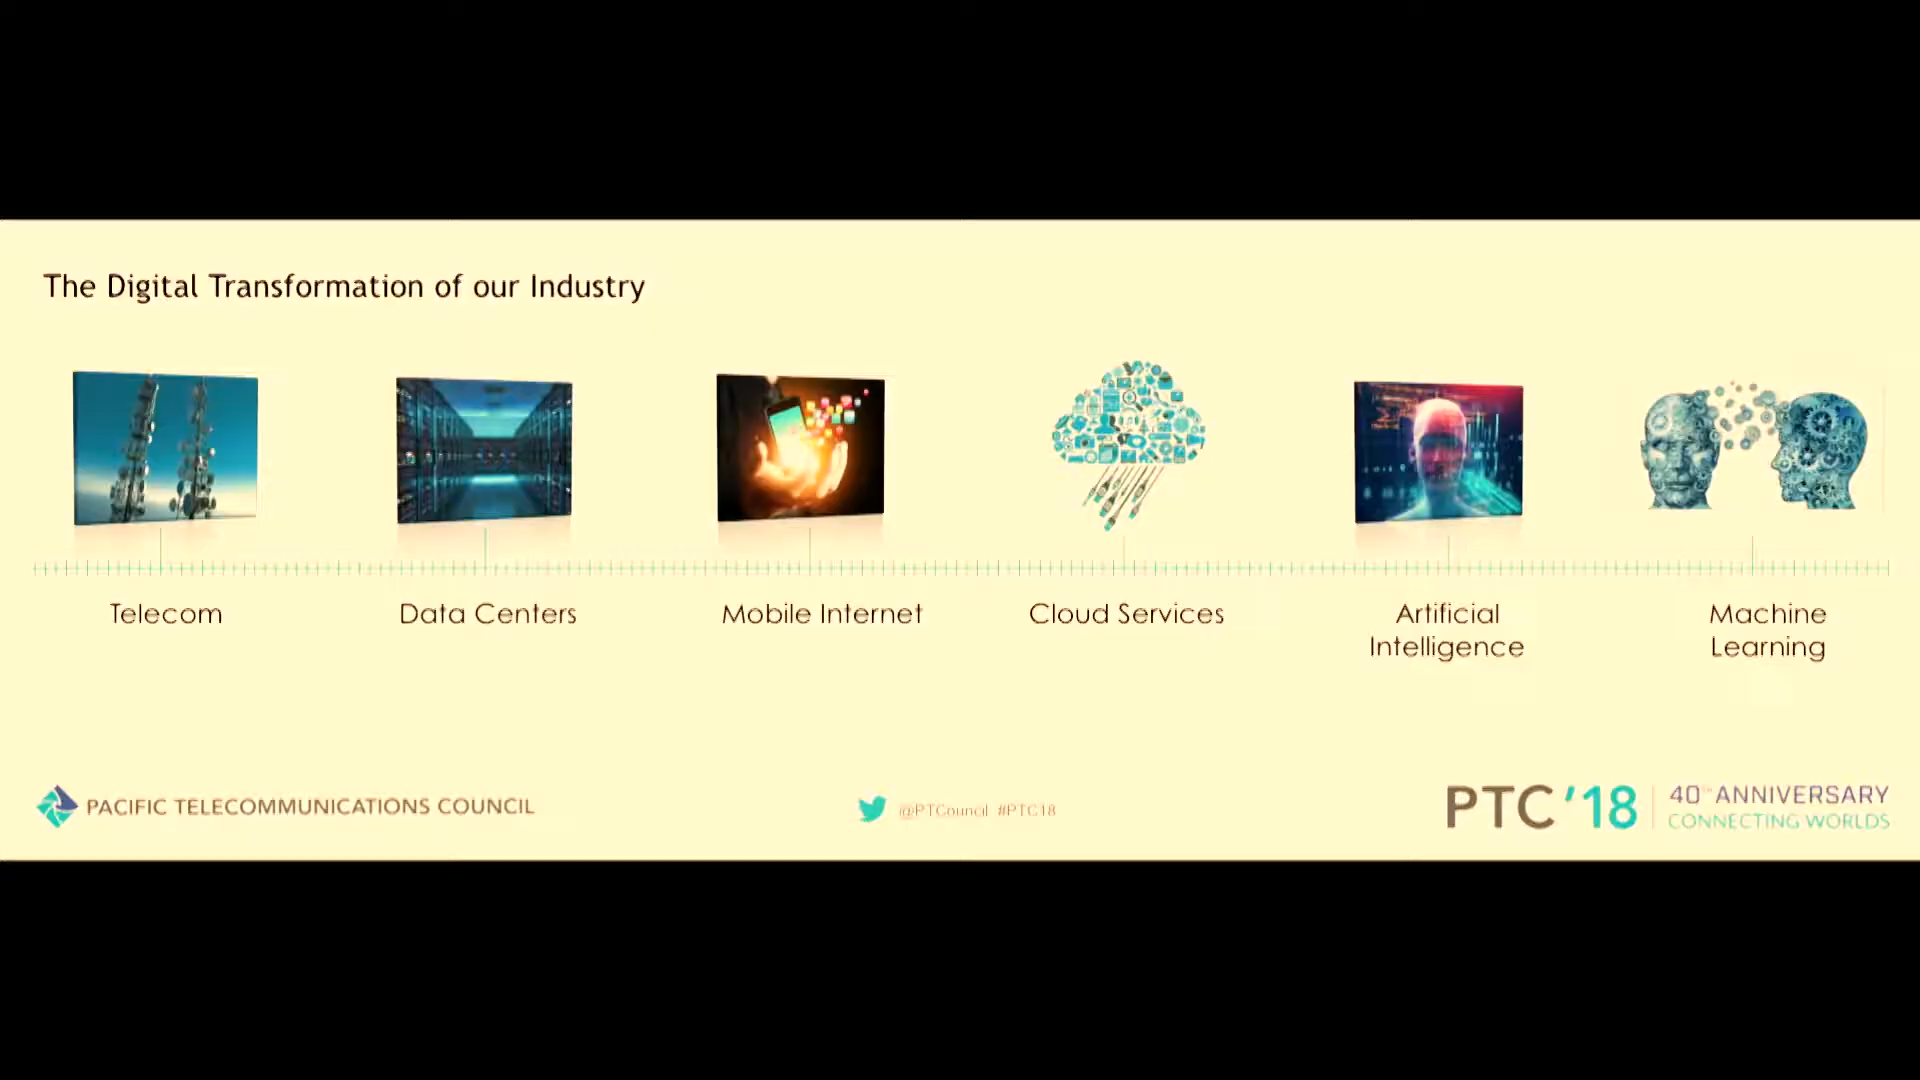 The Digital Transformation of our Industry
Telecom
Data Centers
Mobile Internet
Cloud Services
Artificial
Intelligence
Machine
Learning
PACIFIC TELECOMMUNICATIONS COUNCIL
@PTCouncil #PTC18
PTC '18
40TH ANNIVERSARY
CONNECTING WORLDS